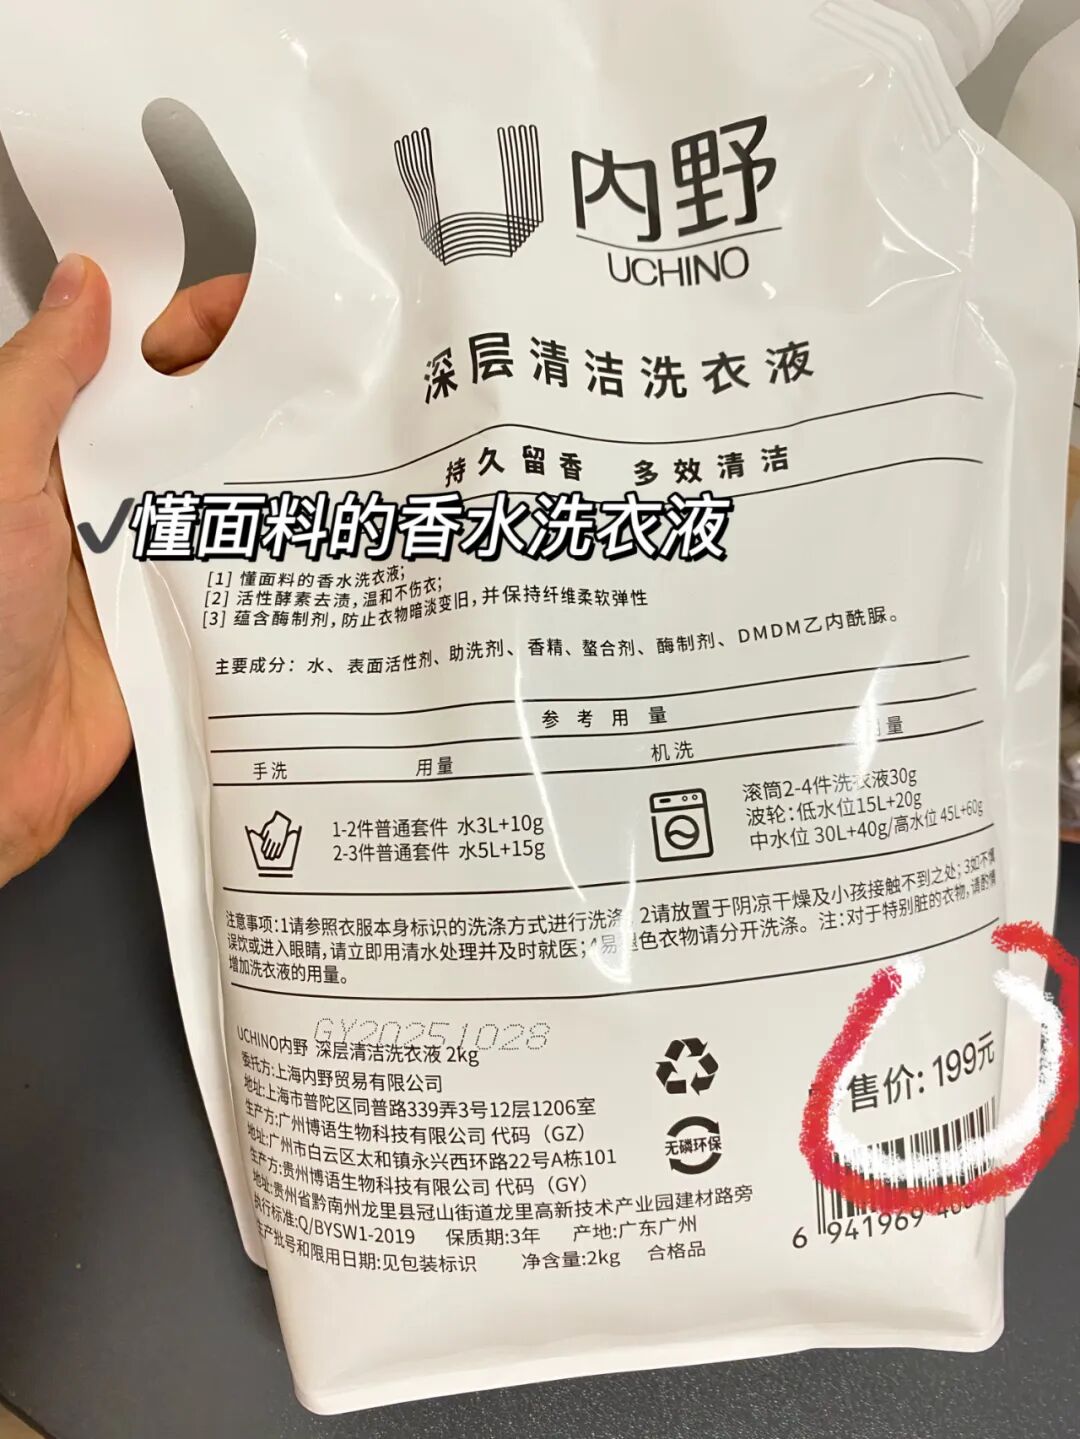 内野
UCHINO
深层清洁洗衣液
持久留香 多效清洁
✓懂面料的香水洗衣液
[1] 懂面料的香水洗衣液;
[2] 活性酵素去渍,温和不伤衣;
[3] 蕴含酶制剂,防止衣物暗淡变旧,并保持纤维柔软弹性
主要成分：水、表面活性剂、助洗剂、香精、螯合剂、酶制剂、DMDM乙内酰脲。
参考用量
手洗 用量 机洗 量
1-2件普通套件 水3L+10g
2-3件普通套件 水5L+15g
滚筒2-4件洗衣液30g
波轮:低水位15L+20g
中水位 30L+40g/高水位 45L+60g
注意事项:1请参照衣服本身标识的洗涤方式进行洗涤; 2请放置于阴凉干燥及小孩接触不到之处; 3如不慎
误饮或进入眼睛,请立即用清水处理并及时就医; 4易褪色衣物请分开洗涤。注:对于特别脏的衣物,请酌情
增加洗衣液的用量。
GY20251028
UCHINO内野 深层清洁洗衣液 2kg
委托方:上海内野贸易有限公司
地址:上海市普陀区同普路339弄3号12层1206室
生产方:广州博语生物科技有限公司 代码（GZ）
地址:广州市白云区太和镇永兴西环路22号A栋101
生产方:贵州博语生物科技有限公司 代码（GY）
地址:贵州省黔南州龙里县冠山街道龙里高新技术产业园建材路旁
执行标准:Q/BYSW1-2019 保质期:3年 产地:广东广州
生产批号和限用日期:见包装标识 净含量:2kg 合格品
无磷环保
售价: 199元
6 941969 400